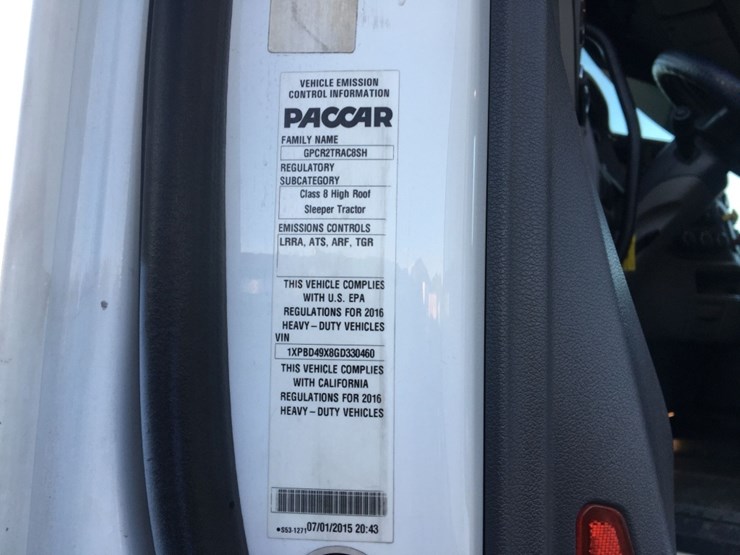 VEHICLE EMISSION
CONTROL INFORMATION
PACCAR
FAMILY NAME
GPCR2TRAC8SH
REGULATORY
SUBCATEGORY
Class 8 High Roof
Sleeper Tractor
EMISSIONS CONTROLS
LRRA, ATS, ARF, TGR
THIS VEHICLE COMPLIES
WITH U.S. EPA
REGULATIONS FOR 2016
HEAVY-DUTY VEHICLES
VIN
1XPBD49X8GD330460
THIS VEHICLE COMPLIES
WITH CALIFORNIA
REGULATIONS FOR 2016
HEAVY-DUTY VEHICLES
•S53-1271 07/01/2015 20:43